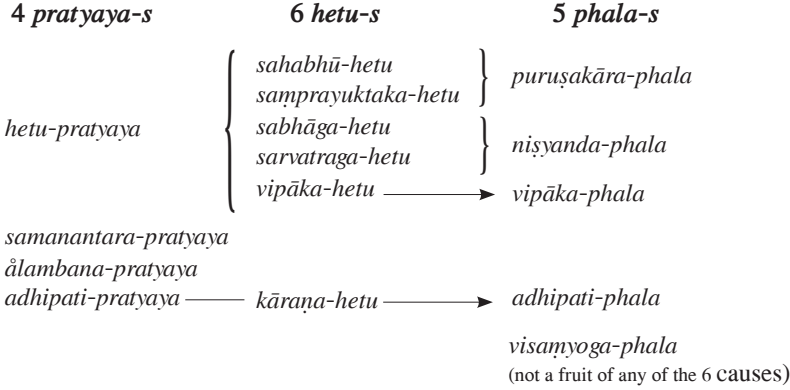 4 pratyaya-s 6 hetu-s 5 phala-s
sahabhū-hetu
saṃprayuktaka-hetu
puruṣakāra-phala
hetu-pratyaya
sabhāga-hetu
sarvatraga-hetu
niṣyanda-phala
vipāka-hetu vipāka-phala
samanantara-pratyaya
ålambana-pratyaya
adhipati-pratyaya kāraṇa-hetu adhipati-phala
visaṃyoga-phala
(not a fruit of any of the 6 causes)